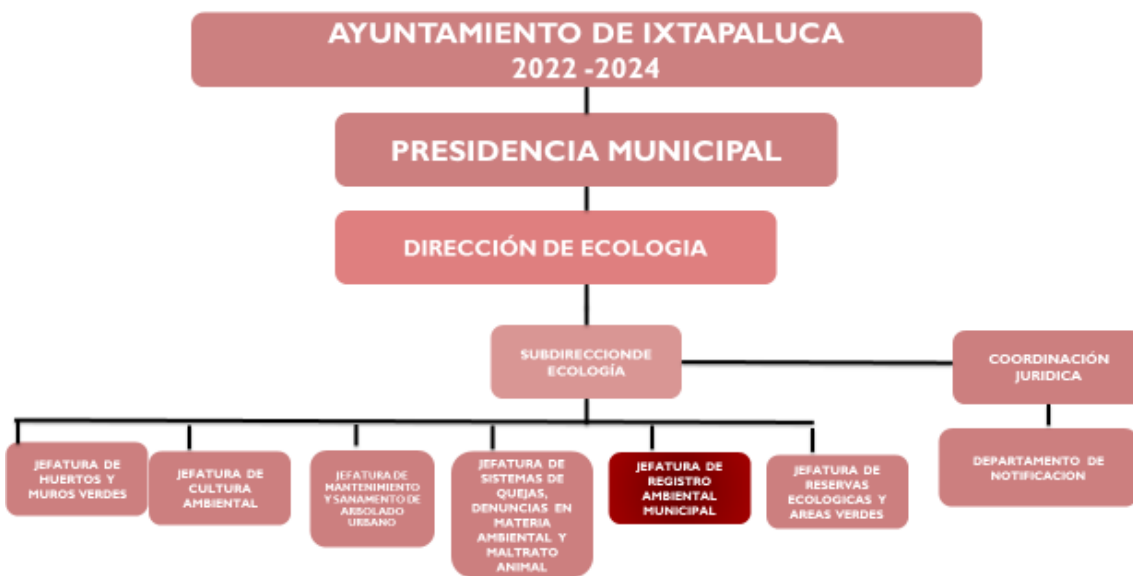 AYUNTAMIENTO DE IXTAPALUCA
2022 -2024
PRESIDENCIA MUNICIPAL
DIRECCIÓN DE ECOLOGIA
SUBDIRECCIONDE
ECOLOGÍA
COORDINACIÓN
JURIDICA
JEFATURA DE
HUERTOS Y
MUROS VERDES
JEFATURA DE
CULTURA
AMBIENTAL
JEFATURA DE
MANTENIMIENTO
Y SANAMENTO DE
ARBOLADO
URBANO
JEFATURA DE
SISTEMAS DE
QUEJAS,
DENUNCIAS EN
MATERIA
AMBIENTAL Y
MALTRATO
ANIMAL
JEFATURA DE
REGISTRO
AMBIENTAL
MUNICIPAL
JEFATURA DE
RESERVAS
ECOLOGICAS Y
AREAS VERDES
DEPARTAMENTO DE
NOTIFICACION